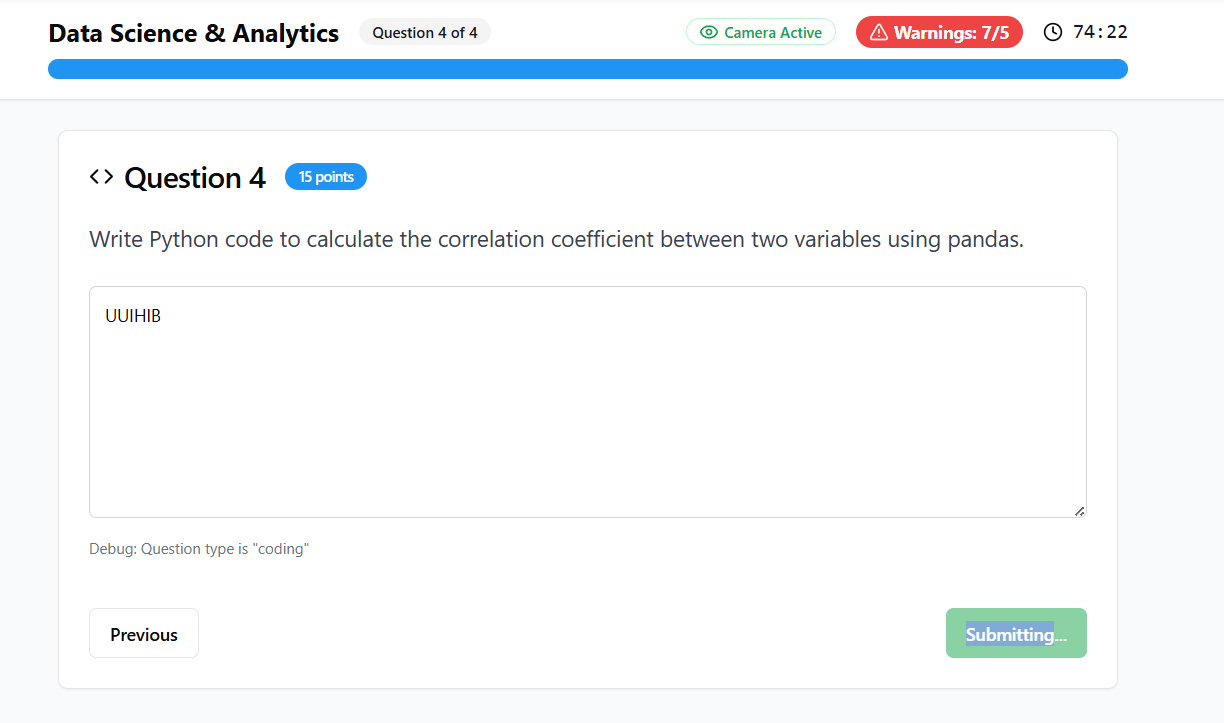 Data Science & Analytics Question 4 of 4 Camera Active Warnings: 7/5 74:22
Question 4 15 points
Write Python code to calculate the correlation coefficient between two variables using pandas.
UUIHIB
Debug: Question type is "coding"
Previous Submitting...